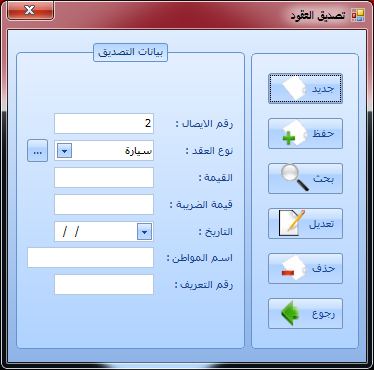 تصديق العقود
بيانات التصديق
رقم الايصال : 2
نوع العقد : سيارة ...
القيمة :
قيمة الضريبة :
التاريخ : / /
اسم المواطن :
رقم التعريف :
جديد
حفظ
بحث
تعديل
حذف
رجوع